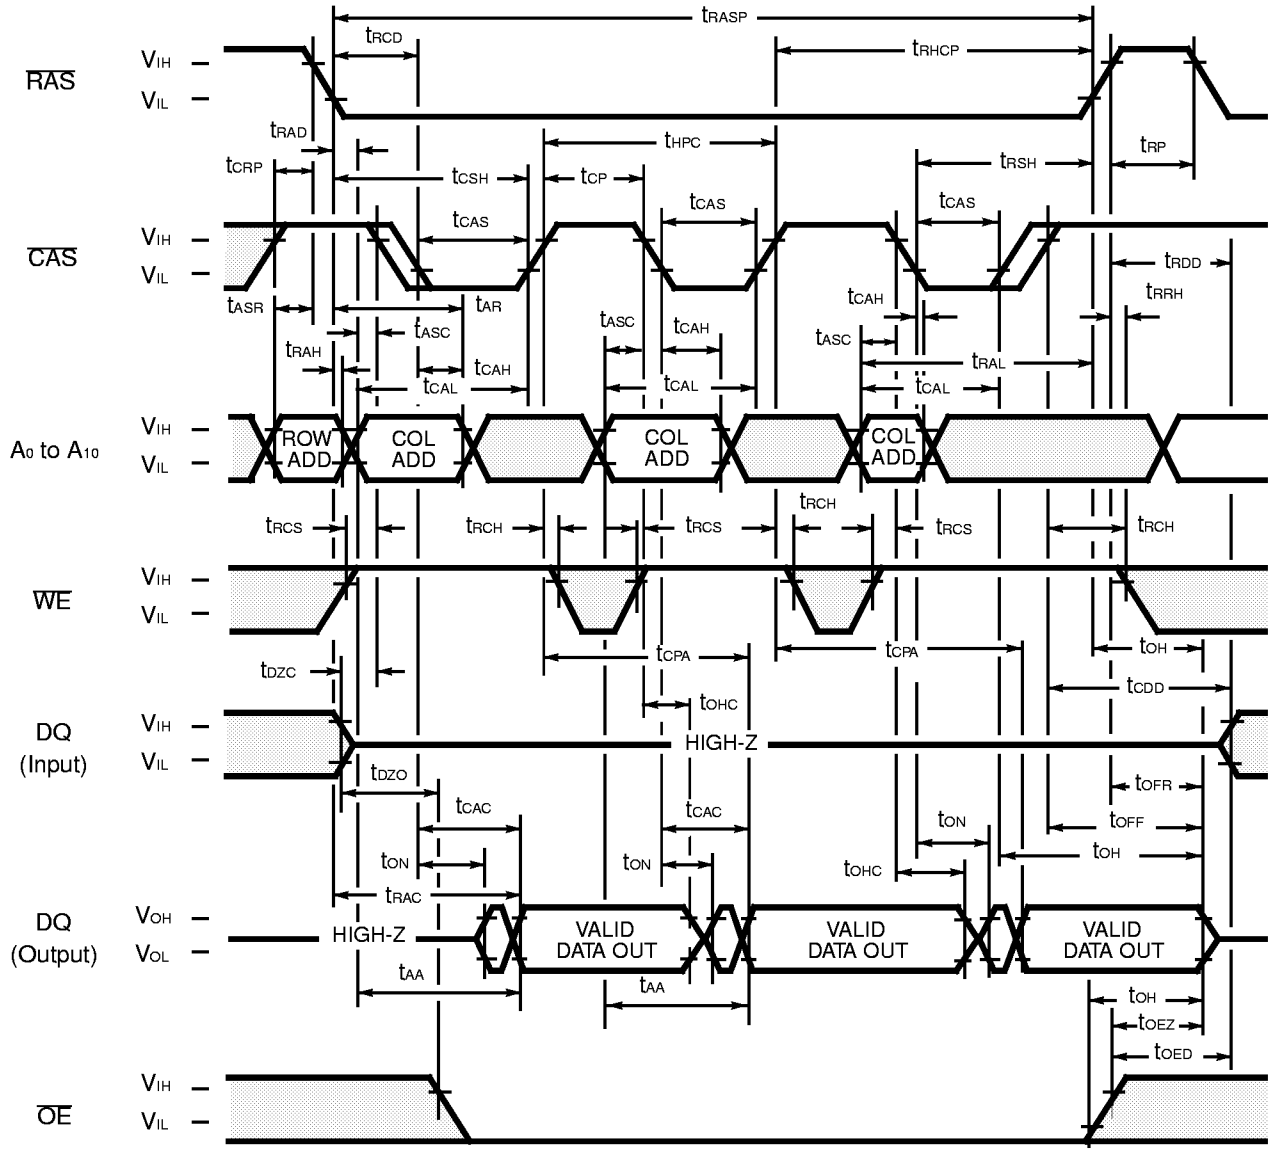 tRASP
tRCD
tRHCP
RAS
VIH
VIL
tRAD
tHPC
tRSH
tRP
tCRP
tCSH
tCP
tCAS
tCAS
tCAS
CAS
VIH
VIL
tRDD
tRRH
tASR
tAR
tASC
tASC
tCAH
tCAH
tASC
tRAH
tCAH
tCAL
tCAL
tRAL
tCAL
A0 to A10
VIH
VIL
ROW ADD
COL ADD
COL ADD
COL ADD
tRCS
tRCH
tRCS
tRCH
tRCS
tRCH
WE
VIH
VIL
tDZC
tCPA
tCPA
tOH
tCDD
tOHC
DQ
(Input)
VIH
VIL
HIGH-Z
tDZO
tOFR
tCAC
tCAC
tON
tOFF
tON
tON
tOHC
tOH
tRAC
DQ
(Output)
VOH
VOL
HIGH-Z
VALID DATA OUT
VALID DATA OUT
VALID DATA OUT
tAA
tAA
tOH
tOEZ
tOED
OE
VIH
VIL